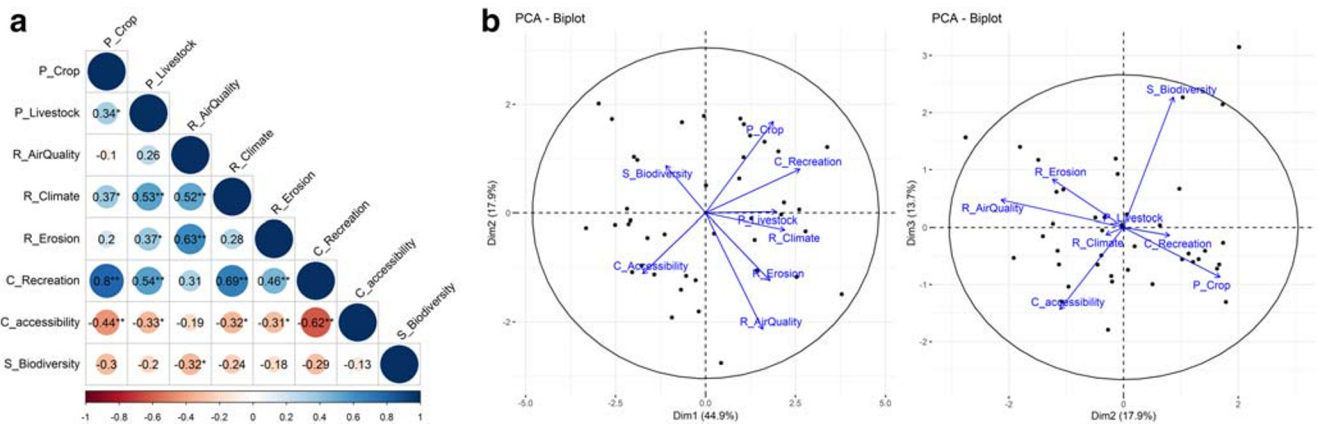 a
P_Crop
P_Livestock
R_AirQuality
R_Climate
R_Erosion
C_Recreation
C_accessibility
S_Biodiversity
P_Crop
P_Livestock 0.34*
R_AirQuality -0.1 0.26
R_Climate 0.37* 0.53** 0.52**
R_Erosion 0.2 0.37* 0.63** 0.28
C_Recreation 0.8** 0.54** 0.31 0.69** 0.46**
C_accessibility -0.44** -0.33* -0.19 -0.32* -0.31* -0.62**
S_Biodiversity -0.3 -0.2 -0.32* -0.24 -0.18 -0.29 -0.13
-1 -0.8 -0.6 -0.4 -0.2 0 0.2 0.4 0.6 0.8 1
b
PCA - Biplot
Dim2 (17.9%)
2
0
-2
P_Crop
C_Recreation
S_Biodiversity
P_Livestock
R_Climate
C_Accessibility
R_Erosion
R_AirQuality
-5.0 -2.5 0.0 2.5 5.0
Dim1 (44.9%)
PCA - Biplot
Dim3 (13.7%)
3
2
1
0
-1
-2
S_Biodiversity
R_Erosion
R_AirQuality
P_Livestock
R_Climate
C_Recreation
P_Crop
C_accessibility
-2 0 2
Dim2 (17.9%)